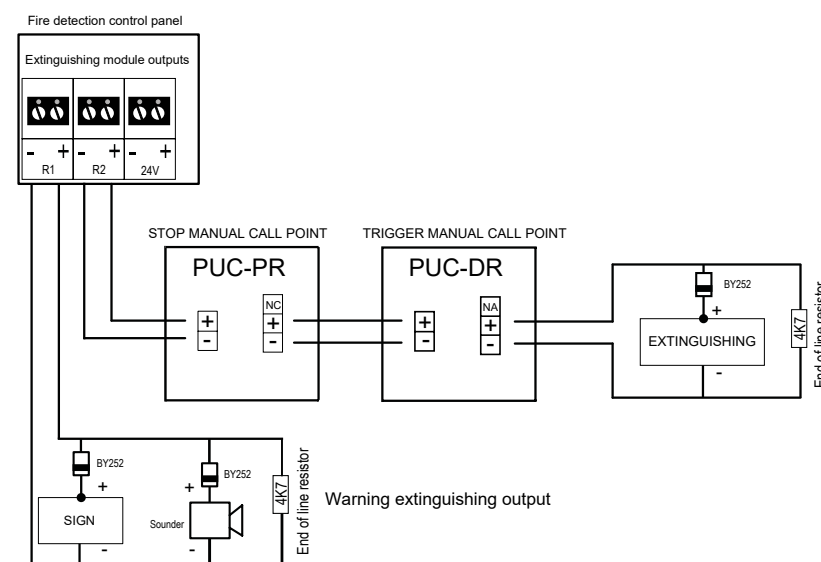 Fire detection control panel
Extinguishing module outputs
- + - + - +
R1 R2 24V
STOP MANUAL CALL POINT
TRIGGER MANUAL CALL POINT
PUC-PR
PUC-DR
NC
+
-
+
-
NA
+
-
+
-
BY252
+
EXTINGUISHING
-
4K7
End of line resistor
BY252
+
SIGN
-
BY252
+
Sounder
-
4K7
End of line resistor
Warning extinguishing output